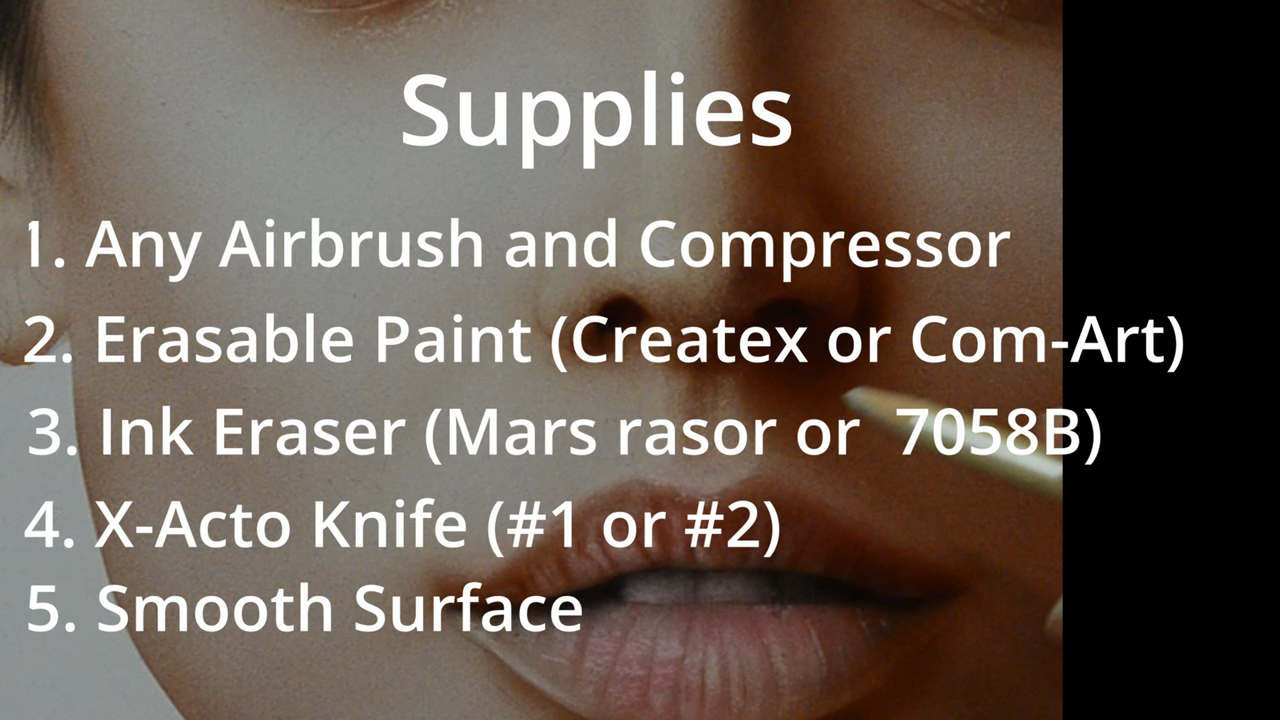 Supplies
1. Any Airbrush and Compressor
2. Erasable Paint (Createx or Com-Art)
3. Ink Eraser (Mars rasor or 7058B)
4. X-Acto Knife (#1 or #2)
5. Smooth Surface